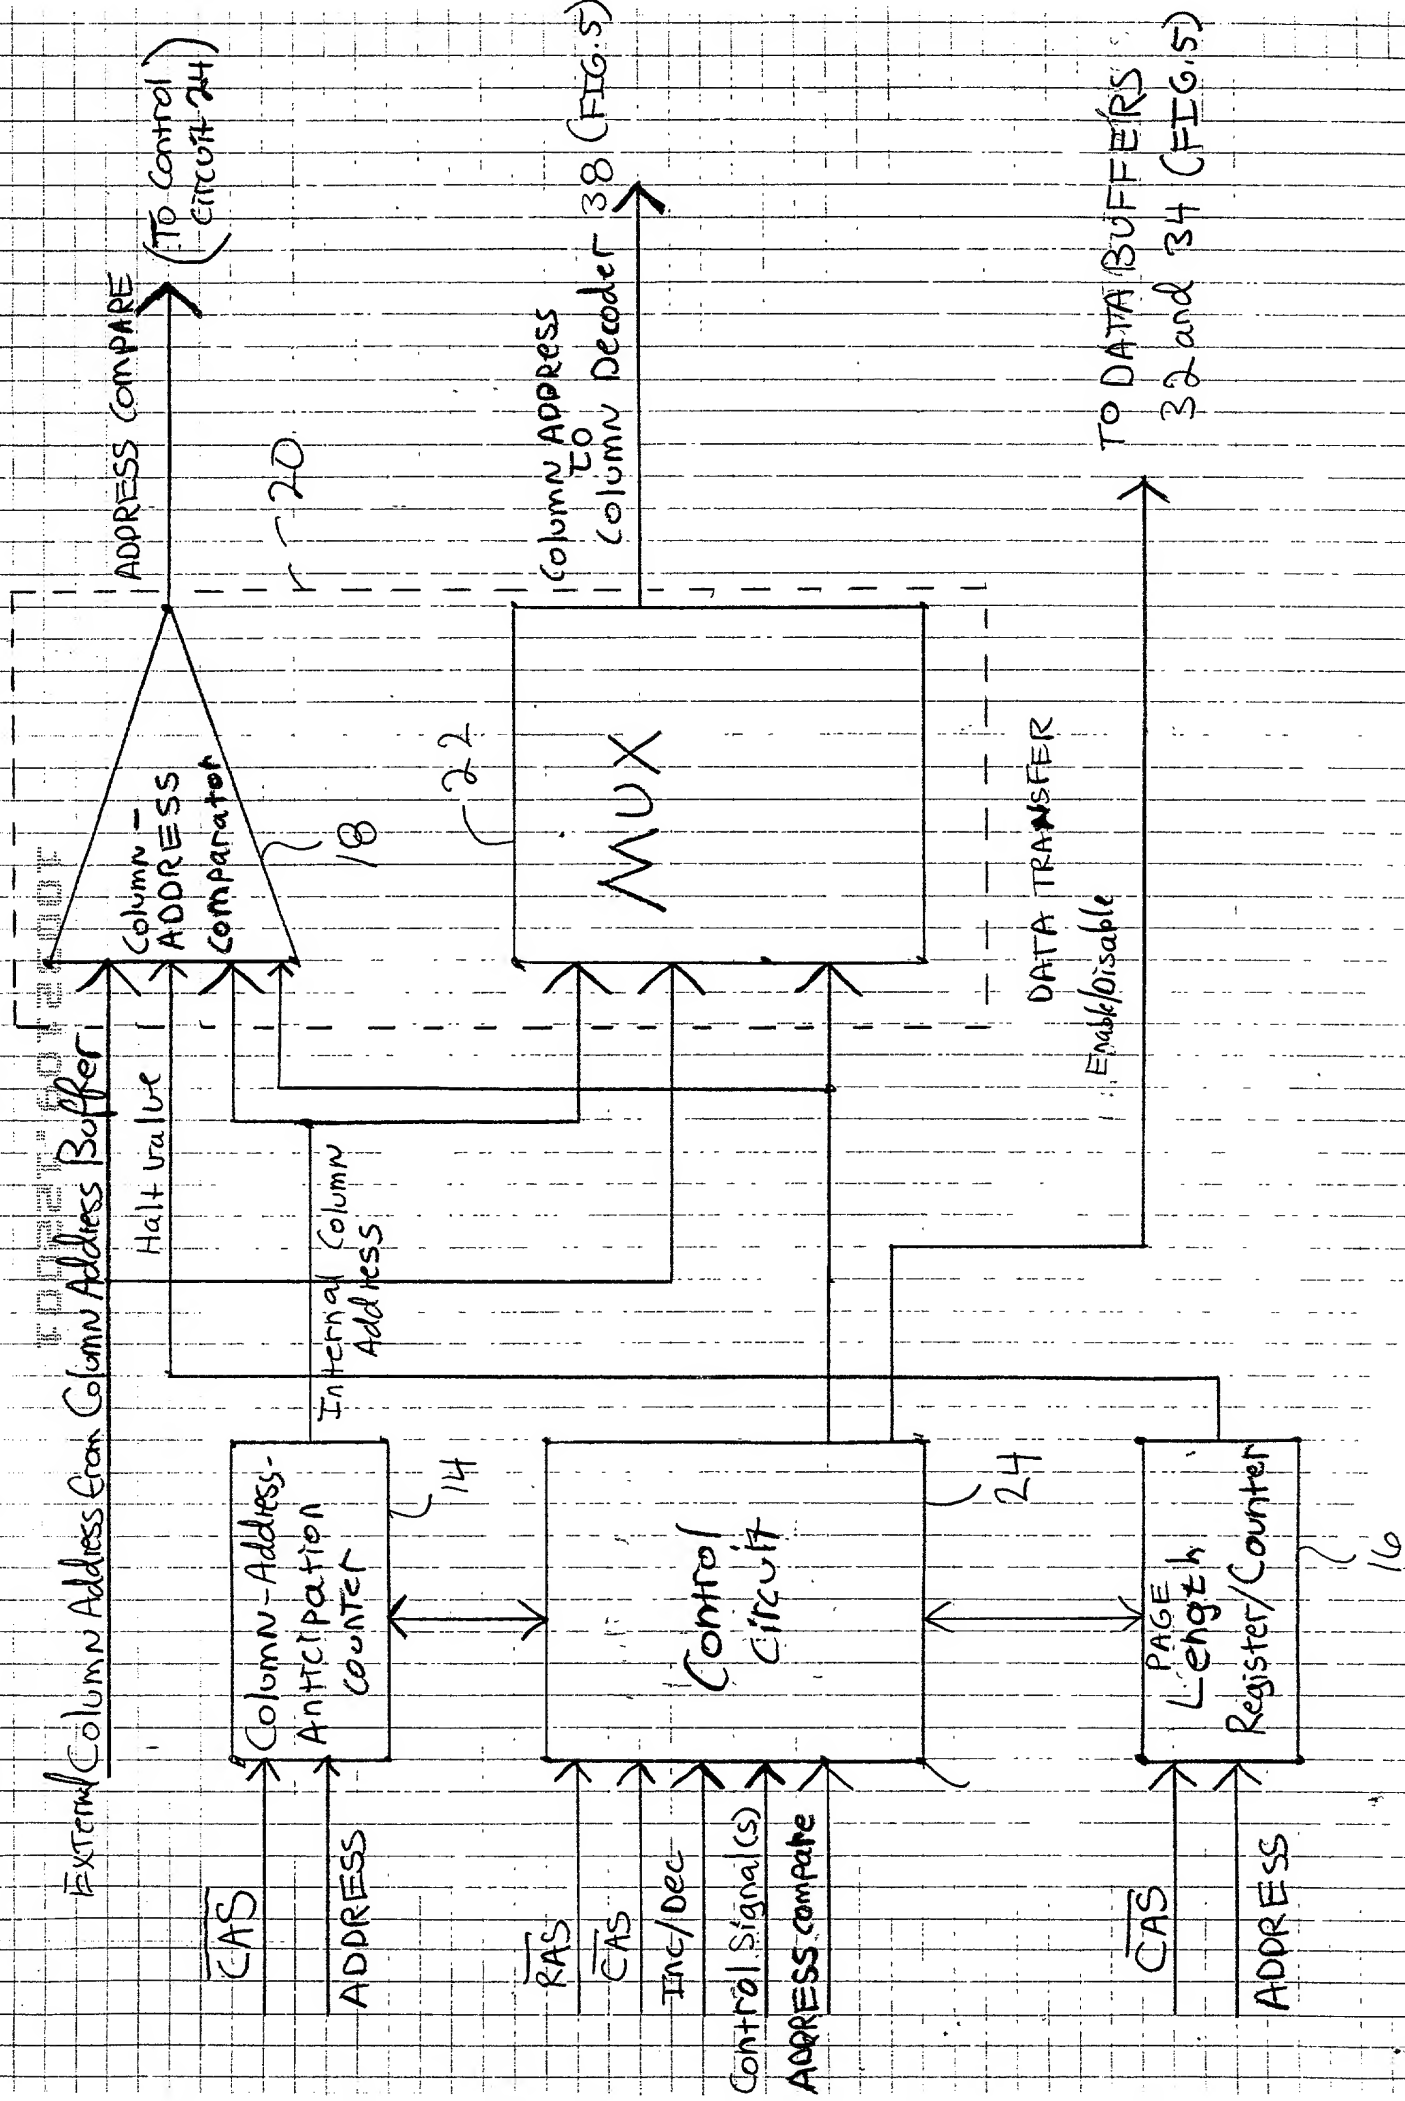 External Column Address from Column Address Buffer
Halt value
CAS
ADDRESS
Column-Address-
Anticipation
Counter
14
Internal Column
Address
Column-
ADDRESS
Comparator
18
ADDRESS COMPARE
(To Control
Circuit 24)
20
RAS
CAS
Inc/Dec
Control Signal(s)
ADDRESS compare
Control
Circuit
24
22
MUX
Column ADDRESS
TO
Column Decoder 38 (FIG.5)
DATA TRANSFER
Enable/Disable
TO DATA BUFFERS
32 and 34 (FIG.5)
CAS
ADDRESS
PAGE
Length
Register/Counter
16